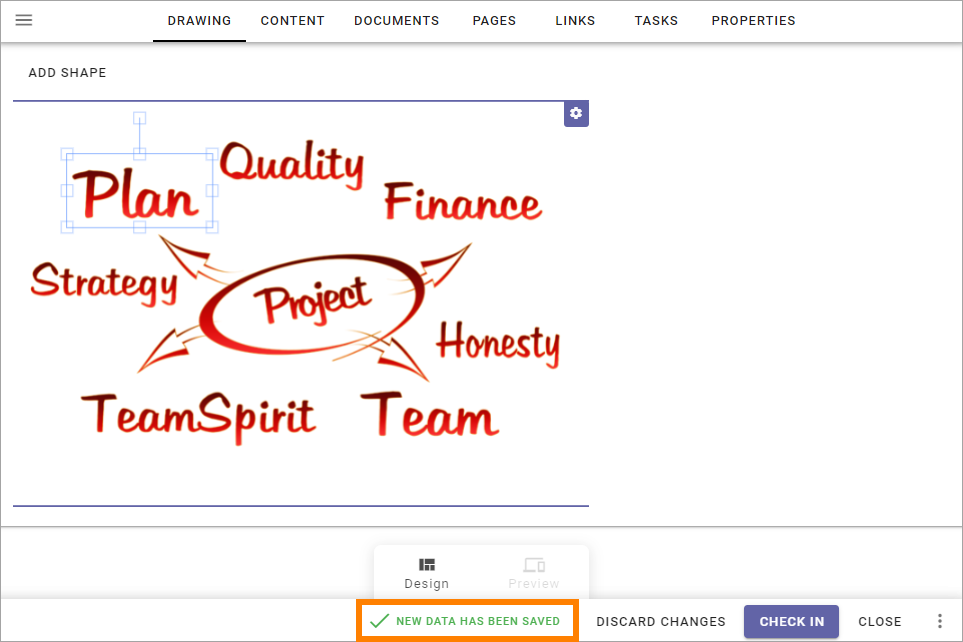 DRAWING CONTENT DOCUMENTS PAGES LINKS TASKS PROPERTIES
ADD SHAPE
Quality
Plan
Finance
Strategy
Project
Honesty
TeamSpirit
Team
Design Preview
NEW DATA HAS BEEN SAVED DISCARD CHANGES CHECK IN CLOSE